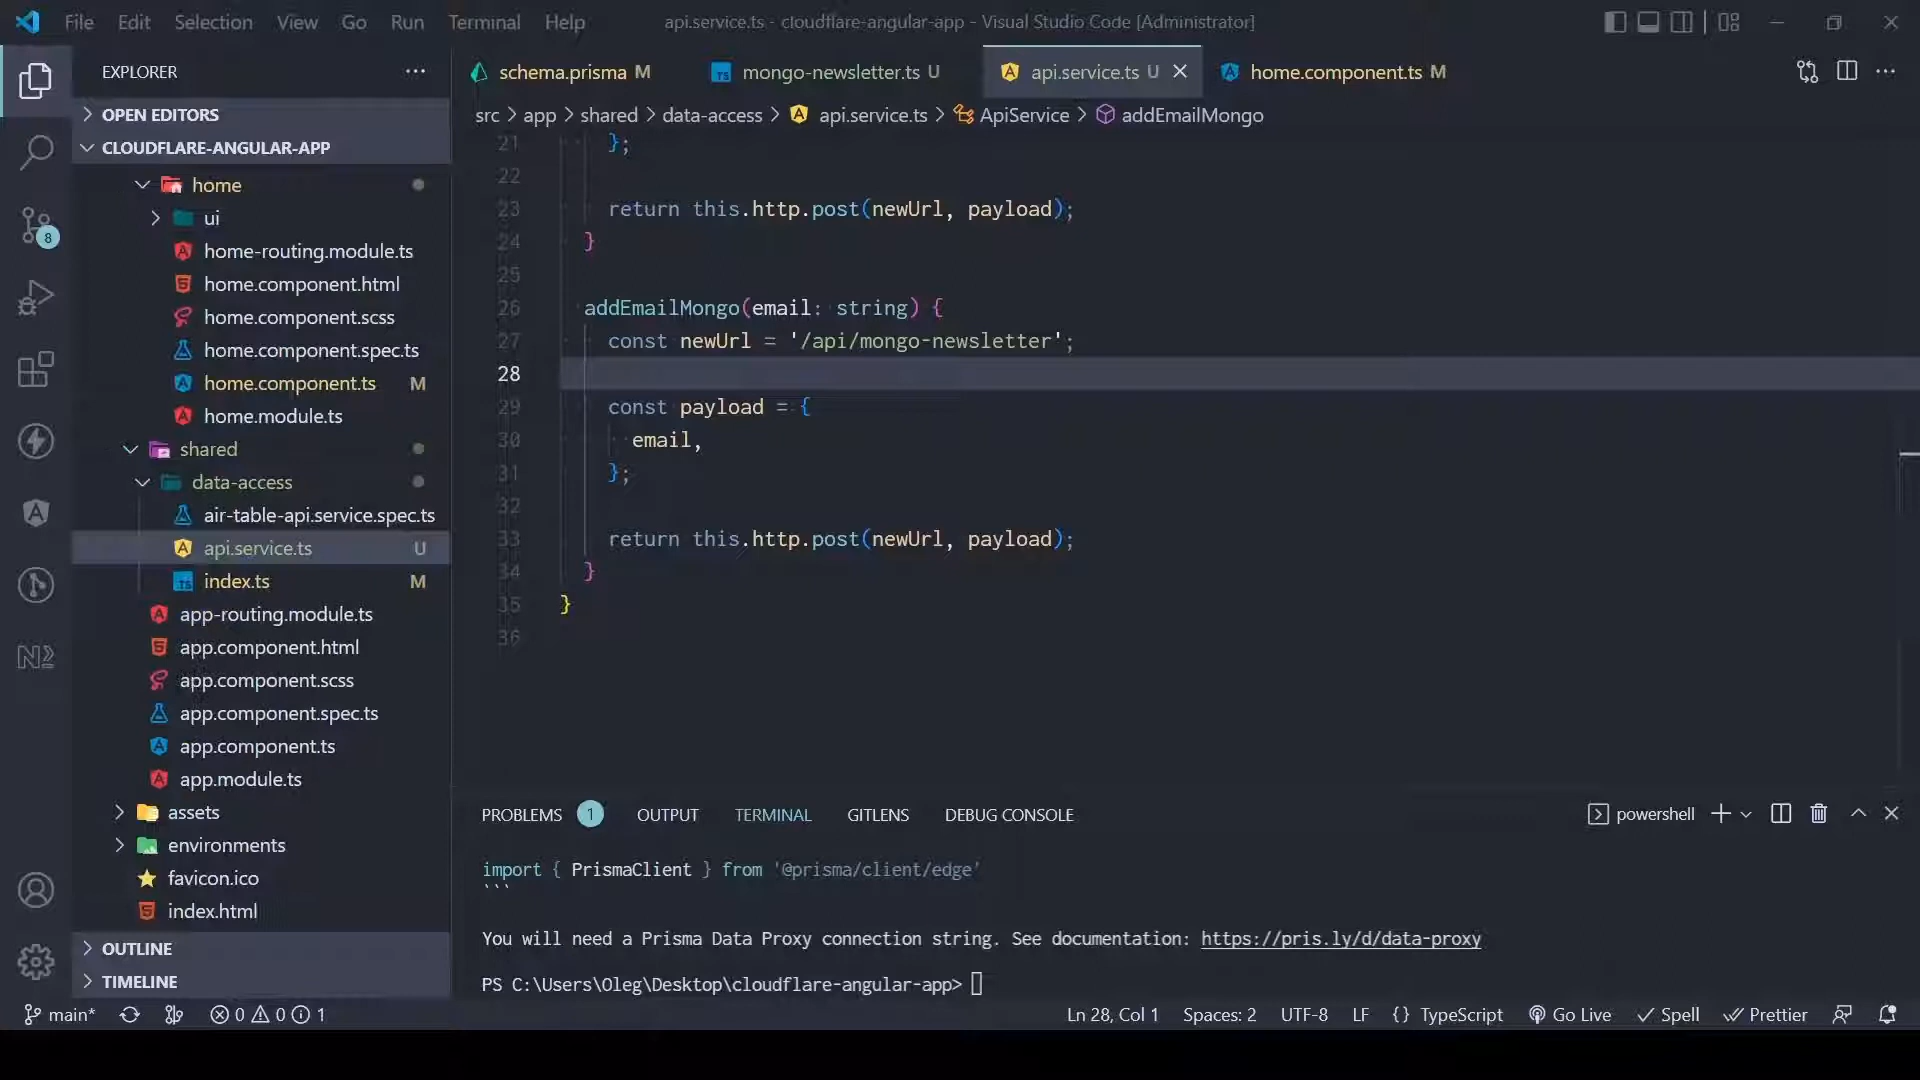 File Edit Selection View Go Run Terminal Help
api.service.ts - cloudflare-angular-app - Visual Studio Code [Administrator]
EXPLORER
OPEN EDITORS
CLOUDFLARE-ANGULAR-APP
home
ui
home-routing.module.ts
home.component.html
home.component.scss
home.component.spec.ts
home.component.ts M
home.module.ts
shared
data-access
air-table-api.service.spec.ts
api.service.ts U
index.ts M
app-routing.module.ts
app.component.html
app.component.scss
app.component.spec.ts
app.component.ts
app.module.ts
assets
environments
favicon.ico
index.html
OUTLINE
TIMELINE
8
schema.prisma M
mongo-newsletter.ts U
api.service.ts U
home.component.ts M
src > app > shared > data-access > api.service.ts > ApiService > addEmailMongo
21 };
22
23 return this.http.post(newUrl, payload);
24 }
25
26 addEmailMongo(email: string) {
27 const newUrl = '/api/mongo-newsletter';
28
29 const payload = {
30 email,
31 };
32
33 return this.http.post(newUrl, payload);
34 }
35 }
36
PROBLEMS 1 OUTPUT TERMINAL GITLENS DEBUG CONSOLE
powershell
import { PrismaClient } from '@prisma/client/edge'
```
You will need a Prisma Data Proxy connection string. See documentation: https://pris.ly/d/data-proxy
PS C:\Users\Oleg\Desktop\cloudflare-angular-app>
main* 0 0 1
Ln 28, Col 1 Spaces: 2 UTF-8 LF {} TypeScript Go Live Spell Prettier